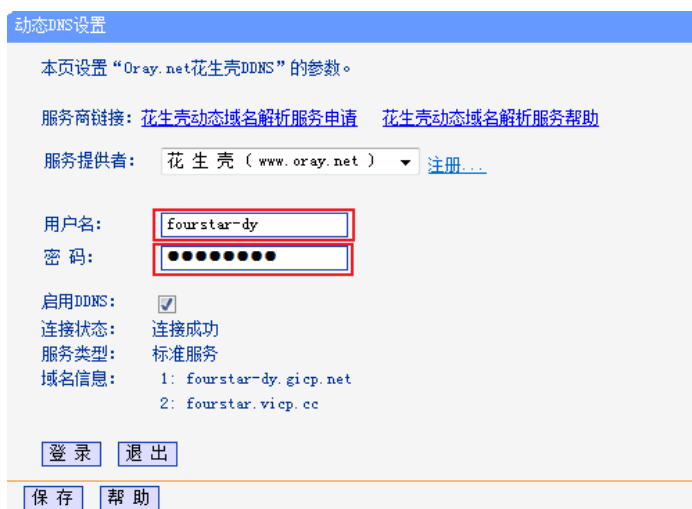 动态DNS设置
本页设置“Oray.net花生壳DDNS”的参数。
服务商链接: 花生壳动态域名解析服务申请 花生壳动态域名解析服务帮助
服务提供者: 花 生 壳 ( www.oray.net ) 注册...
用户名: fourstar-dy
密 码: ●●●●●●●●
启用DDNS:
连接状态: 连接成功
服务类型: 标准服务
域名信息: 1: fourstar-dy.gicp.net
2: fourstar.vicp.cc
登 录 退 出
保 存 帮 助